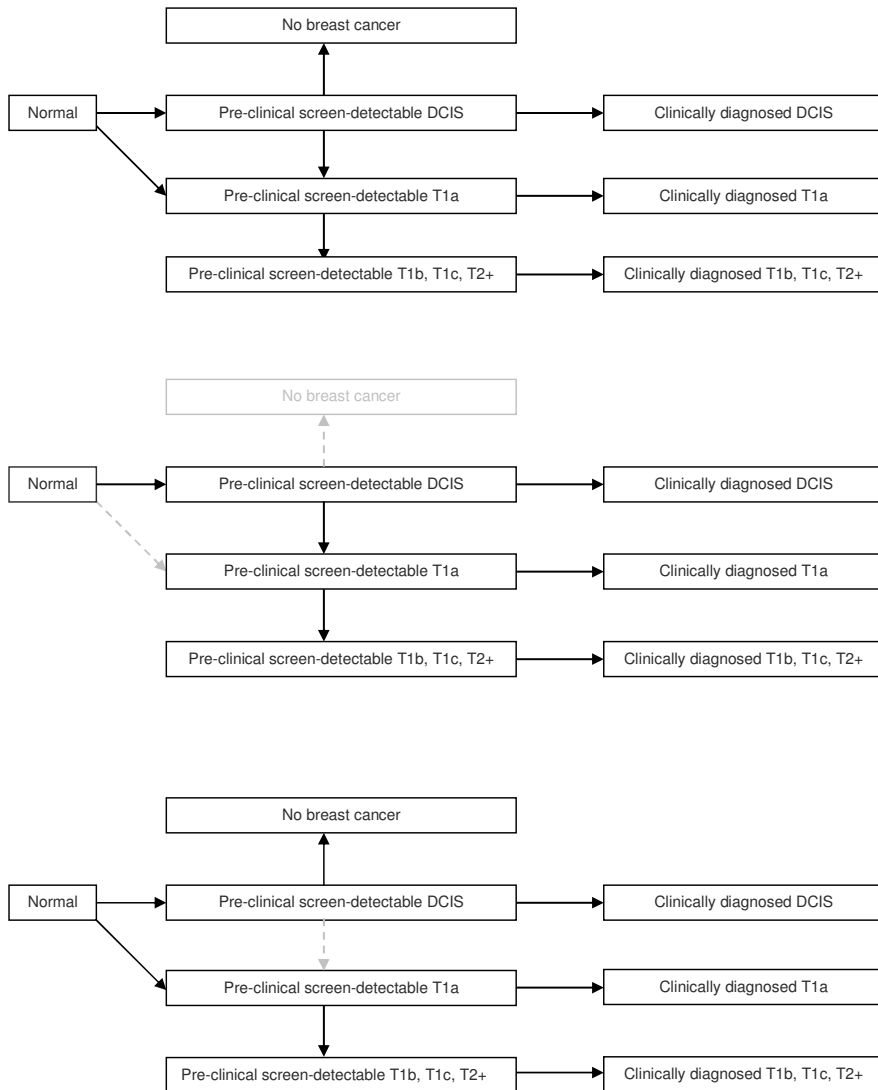 No breast cancer
Normal
Pre-clinical screen-detectable DCIS
Clinically diagnosed DCIS
Pre-clinical screen-detectable T1a
Clinically diagnosed T1a
Pre-clinical screen-detectable T1b, T1c, T2+
Clinically diagnosed T1b, T1c, T2+
No breast cancer
Normal
Pre-clinical screen-detectable DCIS
Clinically diagnosed DCIS
Pre-clinical screen-detectable T1a
Clinically diagnosed T1a
Pre-clinical screen-detectable T1b, T1c, T2+
Clinically diagnosed T1b, T1c, T2+
No breast cancer
Normal
Pre-clinical screen-detectable DCIS
Clinically diagnosed DCIS
Pre-clinical screen-detectable T1a
Clinically diagnosed T1a
Pre-clinical screen-detectable T1b, T1c, T2+
Clinically diagnosed T1b, T1c, T2+